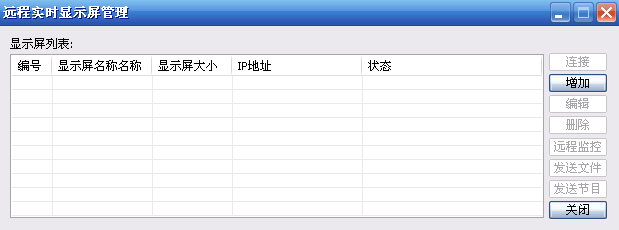 远程实时显示屏管理
显示屏列表:
编号 显示屏名称名称 显示屏大小 IP地址 状态
连接
增加
编辑
删除
远程监控
发送文件
发送节目
关闭